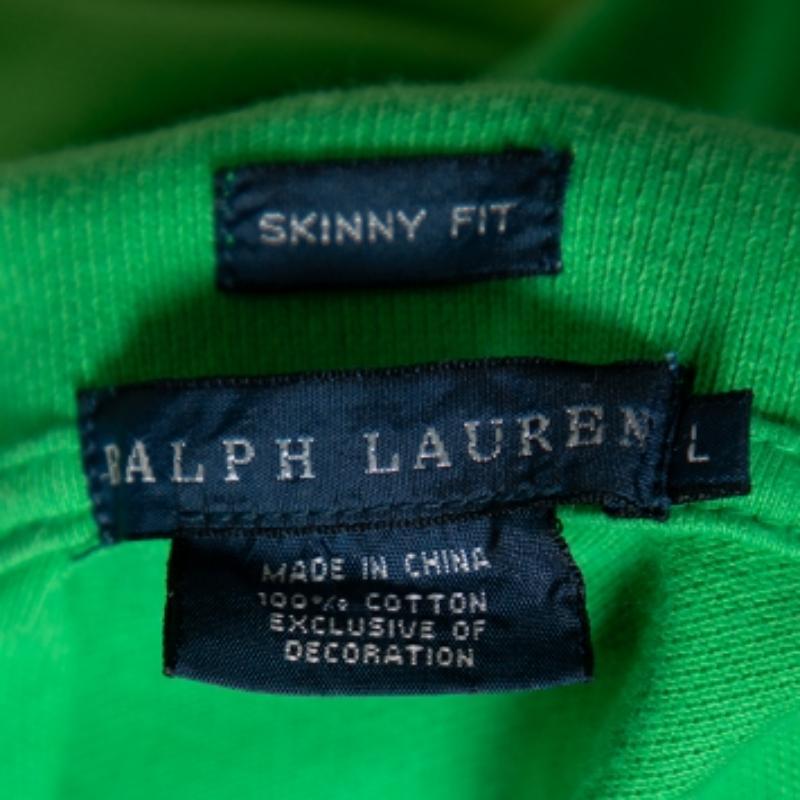 SKINNY FIT
RALPH LAUREN
L
MADE IN CHINA
100% COTTON
EXCLUSIVE OF
DECORATION